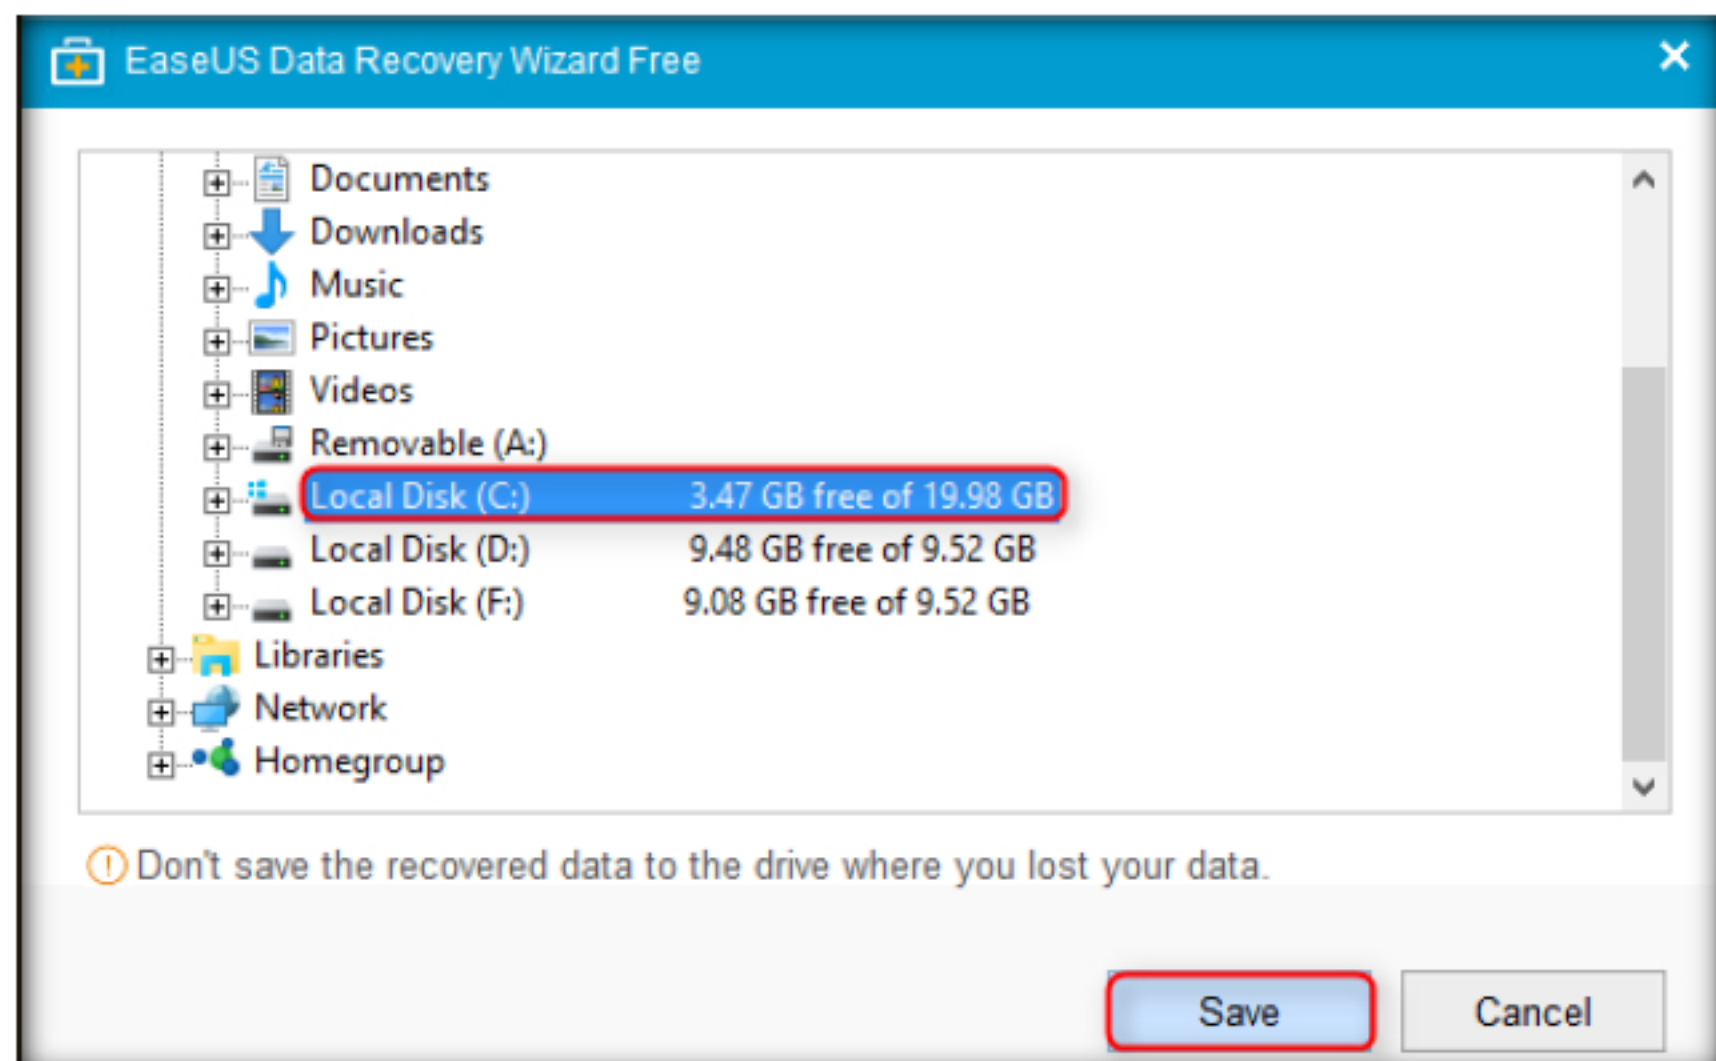 EaseUS Data Recovery Wizard Free
Documents
Downloads
Music
Pictures
Videos
Removable (A:)
Local Disk (C:) 3.47 GB free of 19.98 GB
Local Disk (D:) 9.48 GB free of 9.52 GB
Local Disk (F:) 9.08 GB free of 9.52 GB
Libraries
Network
Homegroup
Don't save the recovered data to the drive where you lost your data.
Save Cancel